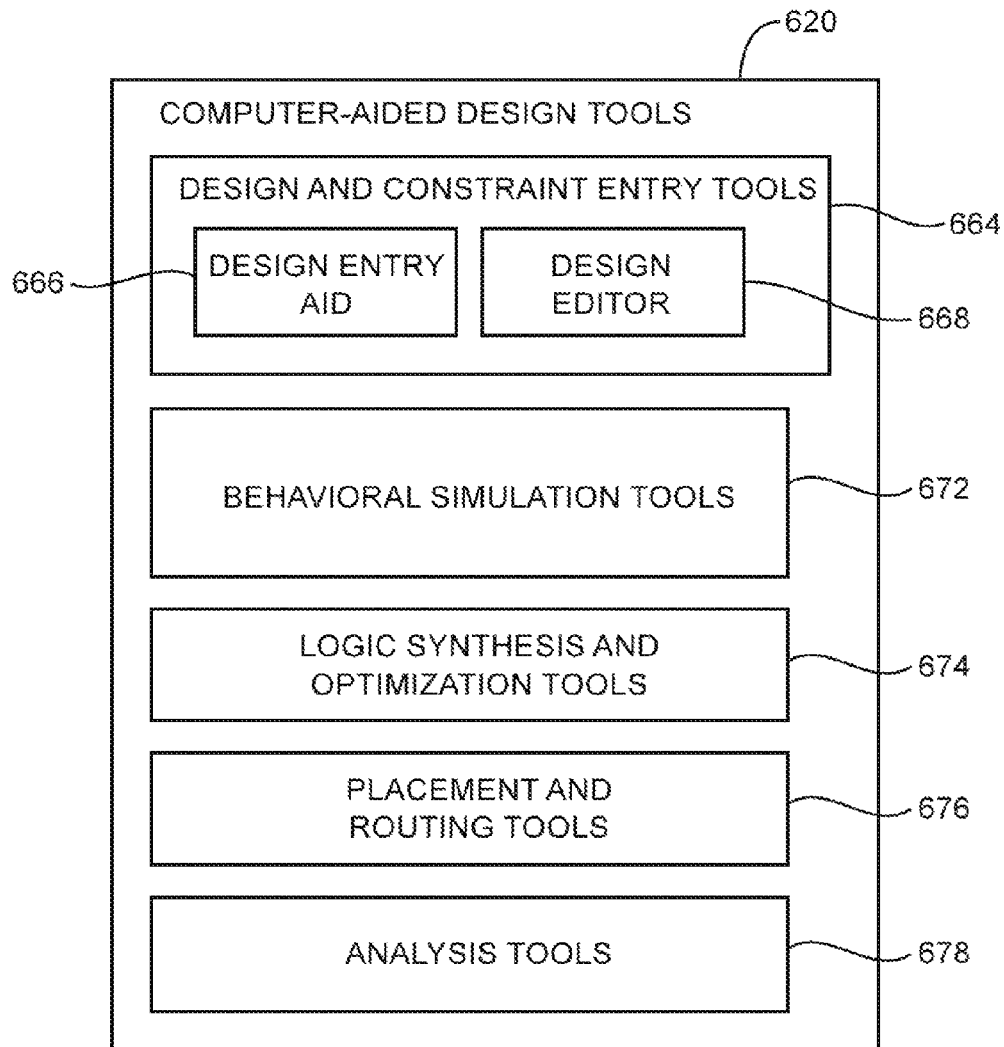 620
COMPUTER-AIDED DESIGN TOOLS
DESIGN AND CONSTRAINT ENTRY TOOLS
664
666
DESIGN ENTRY
AID
DESIGN
EDITOR
668
BEHAVIORAL SIMULATION TOOLS
672
LOGIC SYNTHESIS AND
OPTIMIZATION TOOLS
674
PLACEMENT AND
ROUTING TOOLS
676
ANALYSIS TOOLS
678